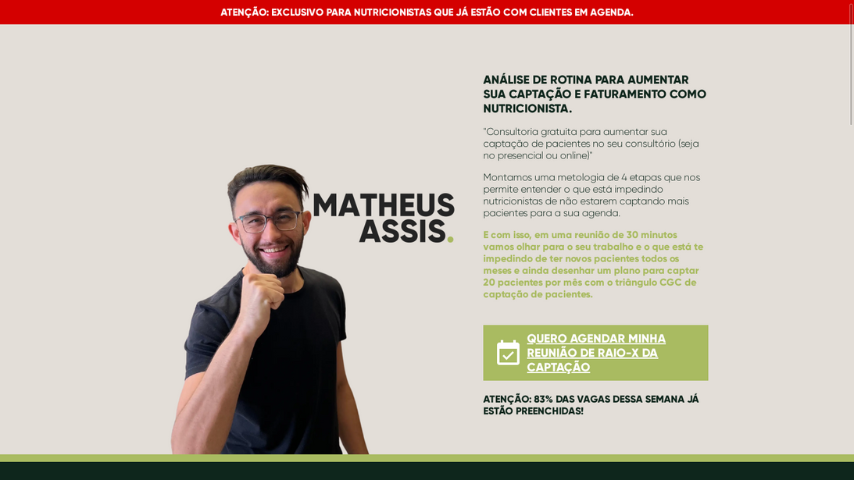 ATENÇÃO: EXCLUSIVO PARA NUTRICIONISTAS QUE JÁ ESTÃO COM CLIENTES EM AGENDA.
ANÁLISE DE ROTINA PARA AUMENTAR
SUA CAPTAÇÃO E FATURAMENTO COMO
NUTRICIONISTA.
"Consultoria gratuita para aumentar sua
captação de pacientes no seu consultório (seja
no presencial ou online)"
Montamos uma metologia de 4 etapas que nos
permite entender o que está impedindo
nutricionistas de não estarem captando mais
pacientes para a sua agenda.
E com isso, em uma reunião de 30 minutos
vamos olhar para o seu trabalho e o que está te
impedindo de ter novos pacientes todos os
meses e ainda desenhar um plano para captar
20 pacientes por mês com o triângulo CGC de
captação de pacientes.
MATHEUS
ASSIS.
QUERO AGENDAR MINHA
REUNIÃO DE RAIO-X DA
CAPTAÇÃO
ATENÇÃO: 83% DAS VAGAS DESSA SEMANA JÁ
ESTÃO PREENCHIDAS!